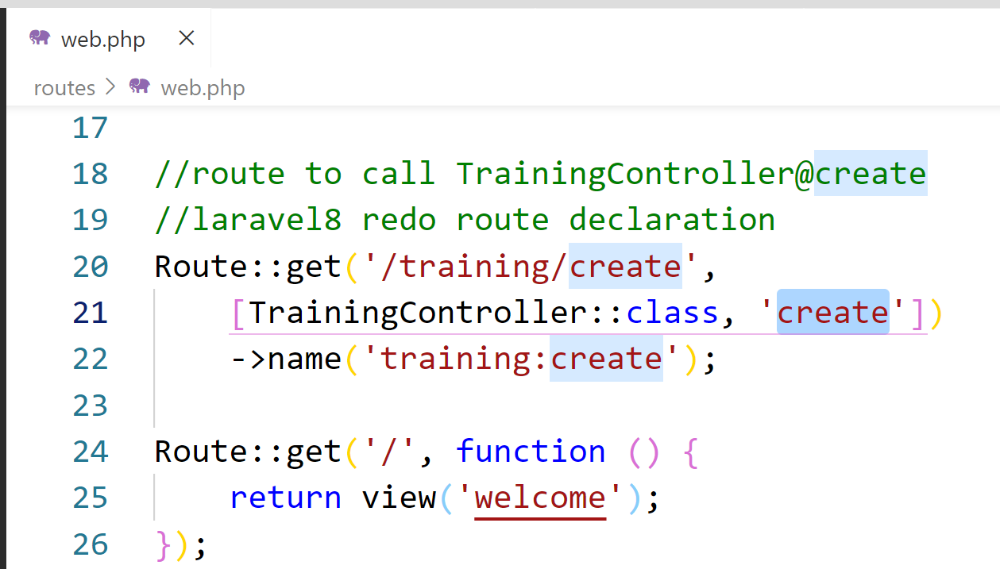 web.php ×
routes > web.php
17
18 //route to call TrainingController@create
19 //laravel8 redo route declaration
20 Route::get('/training/create',
21     [TrainingController::class, 'create'])
22     ->name('training:create');
23
24 Route::get('/', function () {
25     return view('welcome');
26 });